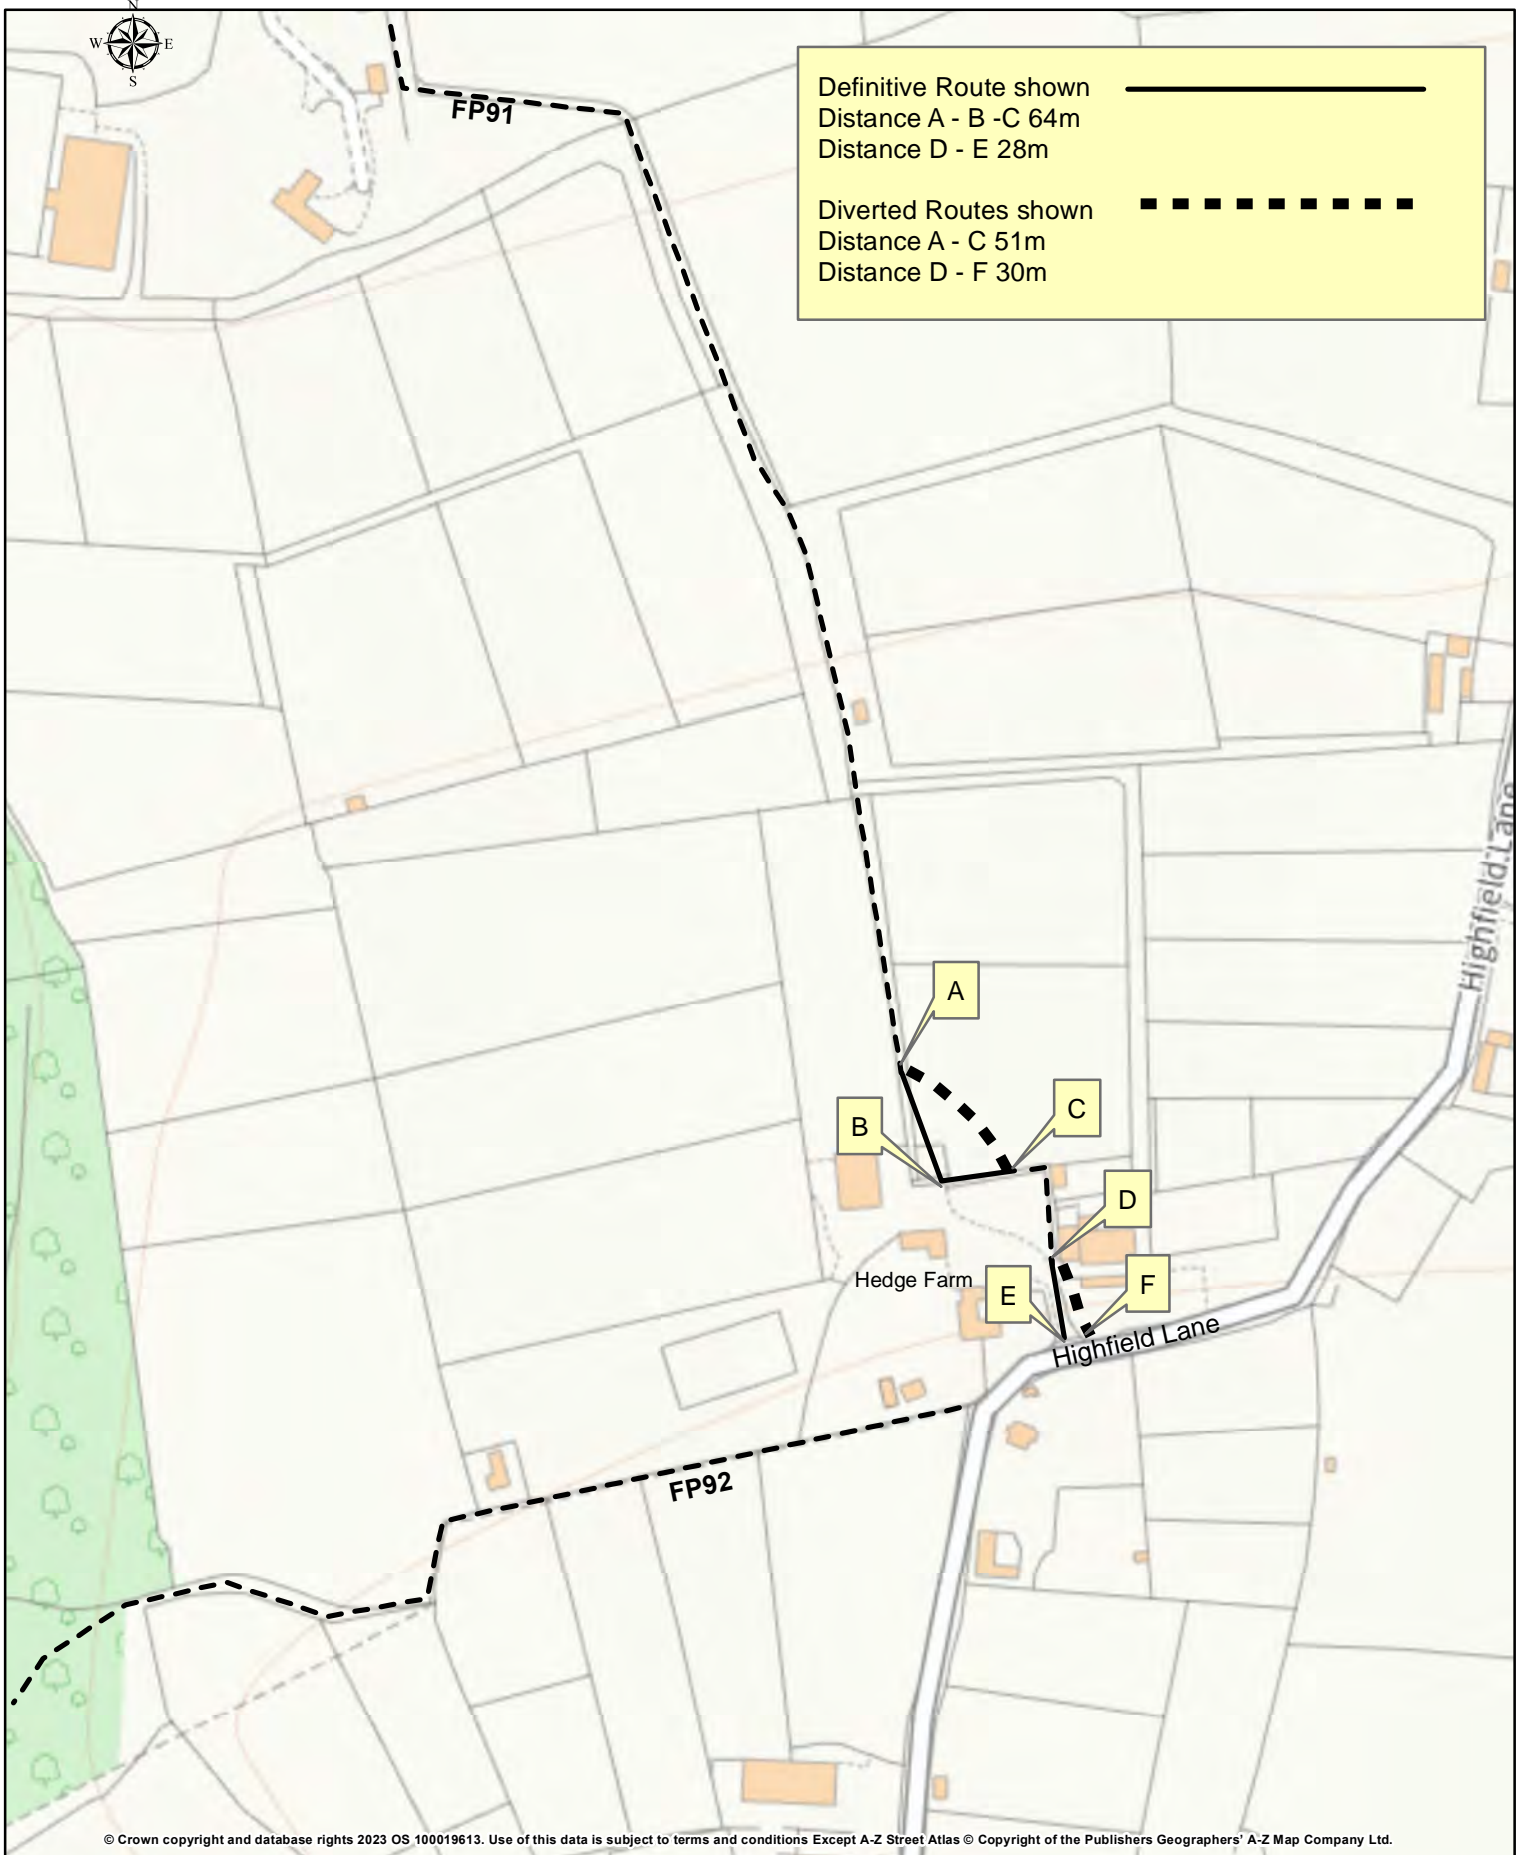 N
W E
S
FP91
Definitive Route shown
Distance A - B -C 64m
Distance D - E 28m
Diverted Routes shown
Distance A - C 51m
Distance D - F 30m
Highfield Lane
A
C
B
D
Hedge Farm
E
F
Highfield Lane
FP92
© Crown copyright and database rights 2023 OS 100019613. Use of this data is subject to terms and conditions Except A-Z Street Atlas © Copyright of the Publishers Geographers' A-Z Map Company Ltd.